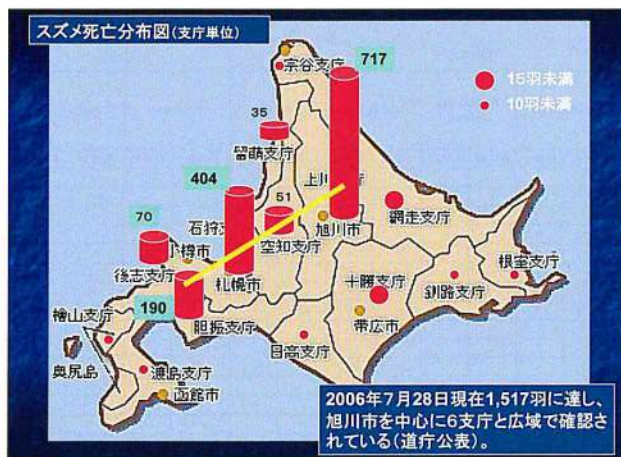 スズメ死亡分布図(支庁単位)
宗谷支庁
717
15羽未満
10羽未満
35
留萌支庁
404
上川 庁
51
網走支庁
70
石狩支
空知支庁
旭川市
小樽市
後志支庁
札幌市
根室支庁
十勝支庁
釧路支庁
190
胆振支庁
檜山支庁
帯広市
日高支庁
奥尻島
渡島支庁
函館市
2006年7月28日現在1,517羽に達し、
旭川市を中心に6支庁と広域で確認
されている(道庁公表)。